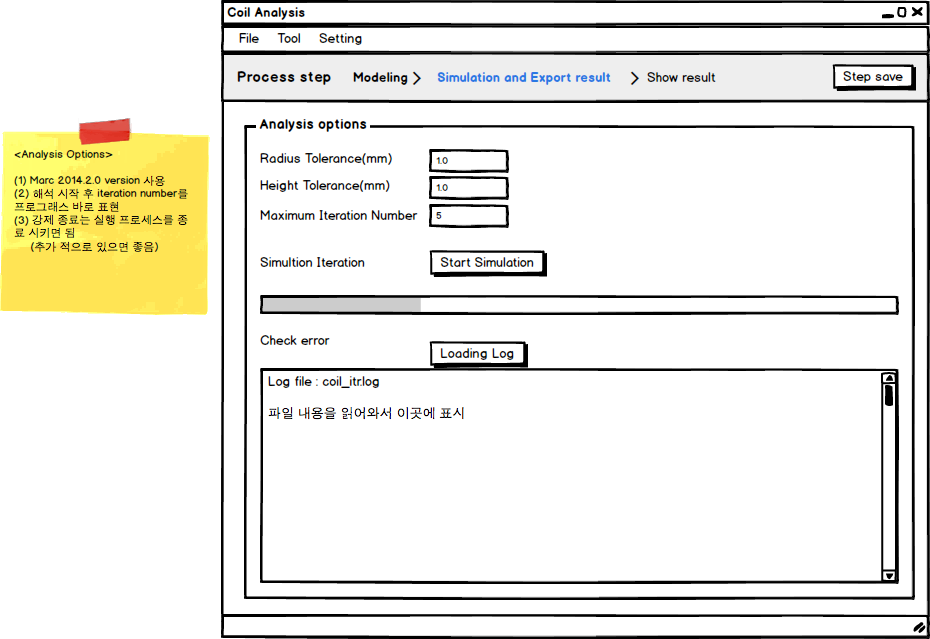 Coil Analysis
File Tool Setting
Process step Modeling > Simulation and Export result > Show result Step save
<Analysis Options>
(1) Marc 2014.2.0 version 사용
(2) 해석 시작 후 iteration number를
프로그래스 바로 표현
(3) 강제 종료는 실행 프로세스를 종
료 시키면 됨
(추가 적으로 있으면 좋음)
Analysis options
Radius Tolerance(mm) 1.0
Height Tolerance(mm) 1.0
Maximum Iteration Number 5
Simultion Iteration Start Simulation
Check error
Loading Log
Log file : coil_itr.log
파일 내용을 읽어와서 이곳에 표시